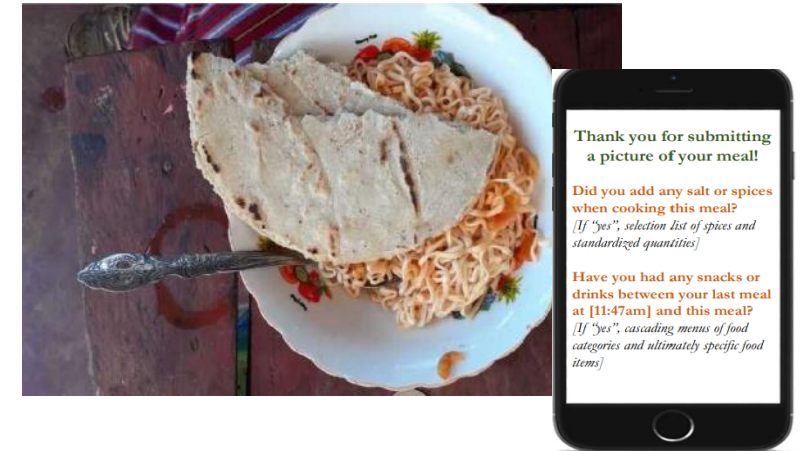 Thank you for submitting
a picture of your meal!
Did you add any salt or spices
when cooking this meal?
[If “yes”, selection list of spices and
standardized quantities]
Have you had any snacks or
drinks between your last meal
at [11:47am] and this meal?
[If “yes”, cascading menus of food
categories and ultimately specific food
items]